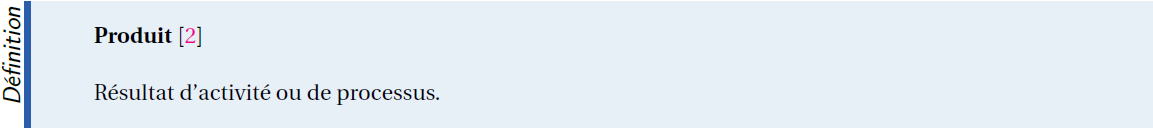 Définition
Produit [2]
Résultat d'activité ou de processus.